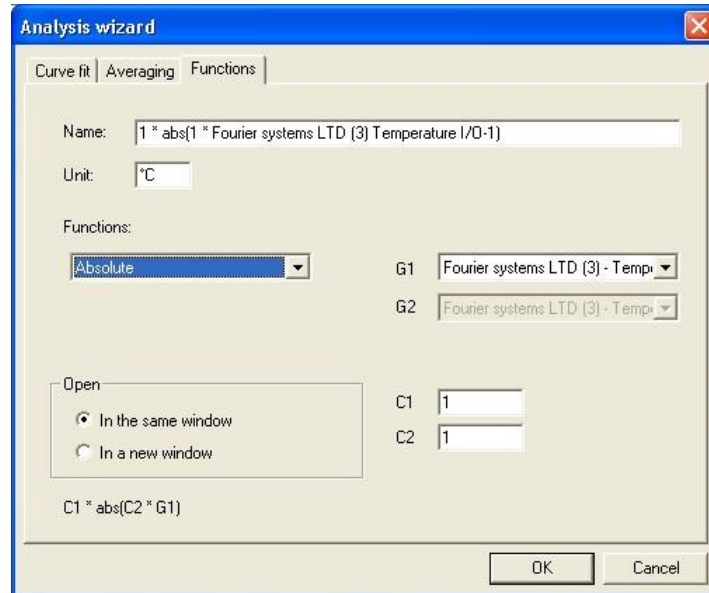 Analysis wizard
Curve fit Averaging Functions
Name: 1 * abs(1 * Fourier systems LTD (3) Temperature I/O-1)
Unit: °C
Functions:
Absolute
G1 Fourier systems LTD (3) - Temp
G2 Fourier systems LTD (3) - Temp
Open
In the same window
In a new window
C1 1
C2 1
C1 * abs(C2 * G1)
OK Cancel